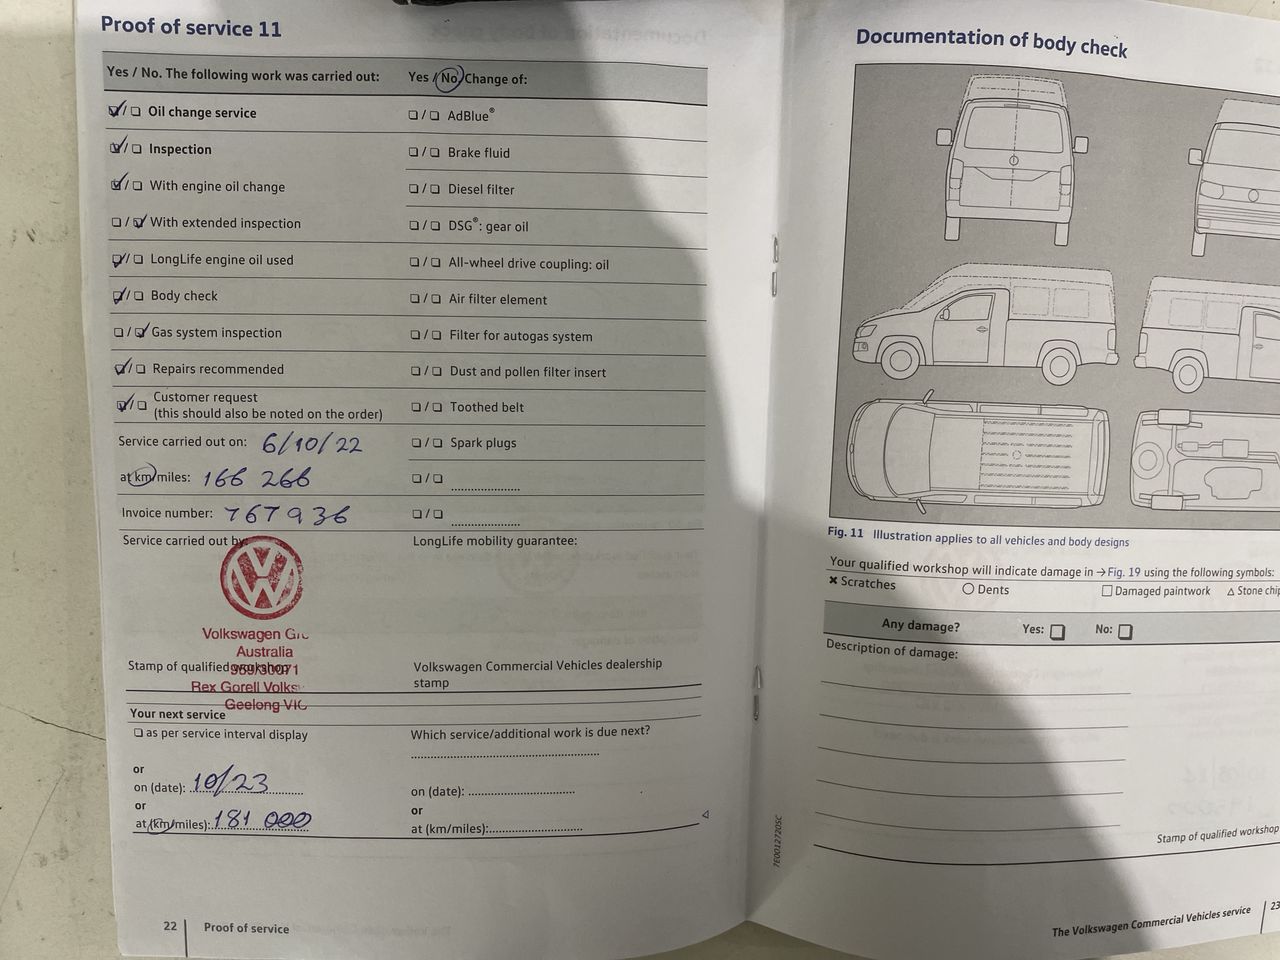 Proof of service 11
Yes / No. The following work was carried out:
Yes / No Change of:
☑/☐ Oil change service
☑/☐ Inspection
☑/☐ With engine oil change
☐/☑ With extended inspection
☑/☐ LongLife engine oil used
☑/☐ Body check
☐/☑ Gas system inspection
☑/☐ Repairs recommended
☑/☐ Customer request
(this should also be noted on the order)
Service carried out on: 6/10/22
at km/miles: 166 266
Invoice number: 767936
Service carried out by:
Volkswagen
Australia
Stamp of qualified workshop
Rex Gorell Volks
Geelong VIC
☐/☐ AdBlue®
☐/☐ Brake fluid
☐/☐ Diesel filter
☐/☐ DSG®: gear oil
☐/☐ All-wheel drive coupling: oil
☐/☐ Air filter element
☐/☐ Filter for autogas system
☐/☐ Dust and pollen filter insert
☐/☐ Toothed belt
☐/☐ Spark plugs
☐/☐
☐/☐
LongLife mobility guarantee:
Volkswagen Commercial Vehicles dealership
stamp
Your next service
☐ as per service interval display
or
on (date): 10/23
or
at (km/miles): 181 000
Which service/additional work is due next?
on (date):
or
at (km/miles):
22 Proof of service
7E0012720SC
Documentation of body check
Fig. 11 Illustration applies to all vehicles and body designs
Your qualified workshop will indicate damage in → Fig. 19 using the following symbols:
✖ Scratches ○ Dents ☐ Damaged paintwork △ Stone chip
Any damage? Yes: ☐ No: ☐
Description of damage:
Stamp of qualified workshop
The Volkswagen Commercial Vehicles service 23